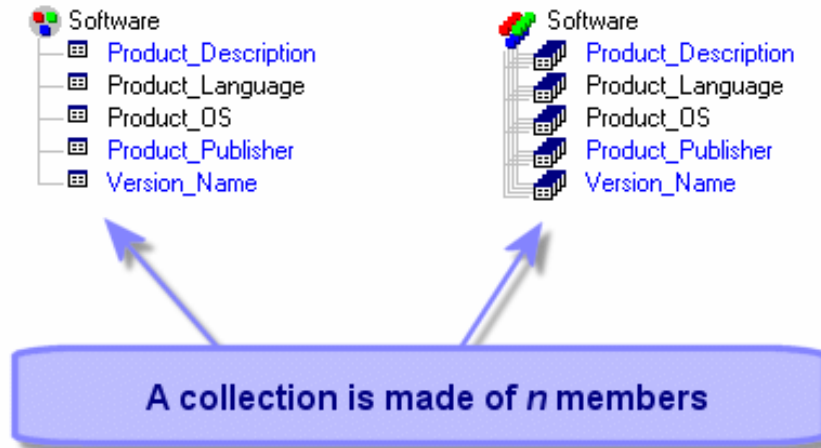 Software
Product_Description
Product_Language
Product_OS
Product_Publisher
Version_Name
Software
Product_Description
Product_Language
Product_OS
Product_Publisher
Version_Name
A collection is made of n members